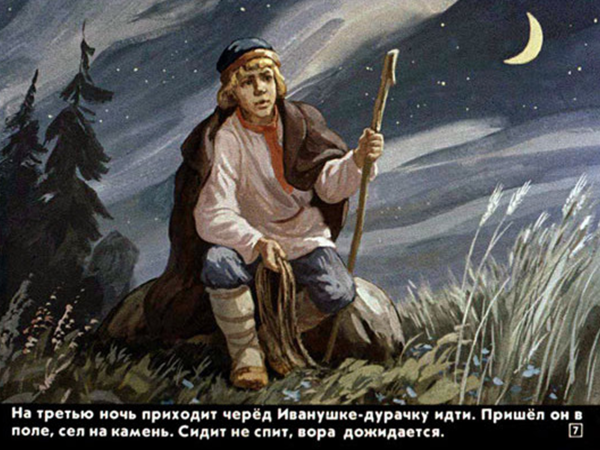 На третью ночь приходит черёд Иванушке-дурачку идти. Пришёл он в
поле, сел на камень. Сидит не спит, вора дожидается. 7